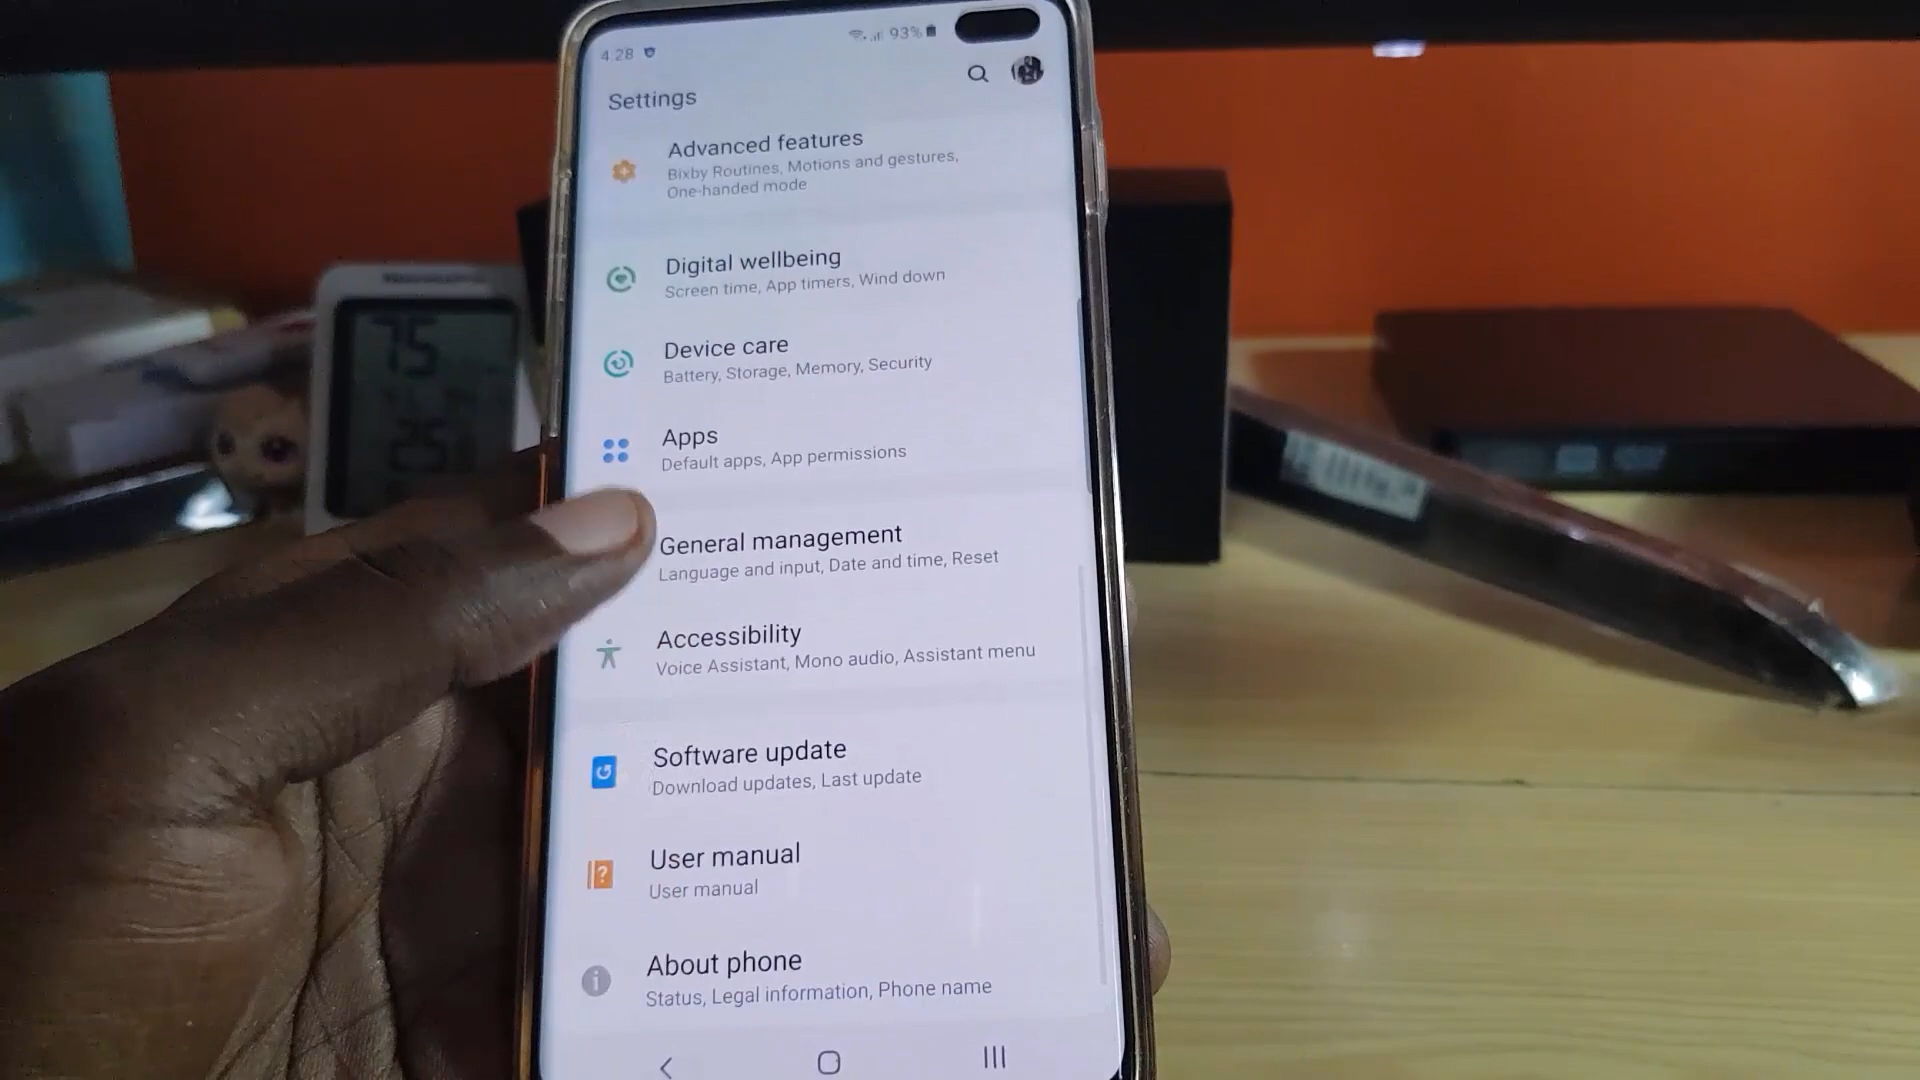 4.28
93%
Settings
Advanced features
Bixby Routines, Motions and gestures,
One-handed mode
Digital wellbeing
Screen time, App timers, Wind down
Device care
Battery, Storage, Memory, Security
Apps
Default apps, App permissions
General management
Language and input, Date and time, Reset
Accessibility
Voice Assistant, Mono audio, Assistant menu
Software update
Download updates, Last update
User manual
User manual
About phone
Status, Legal information, Phone name
75
25